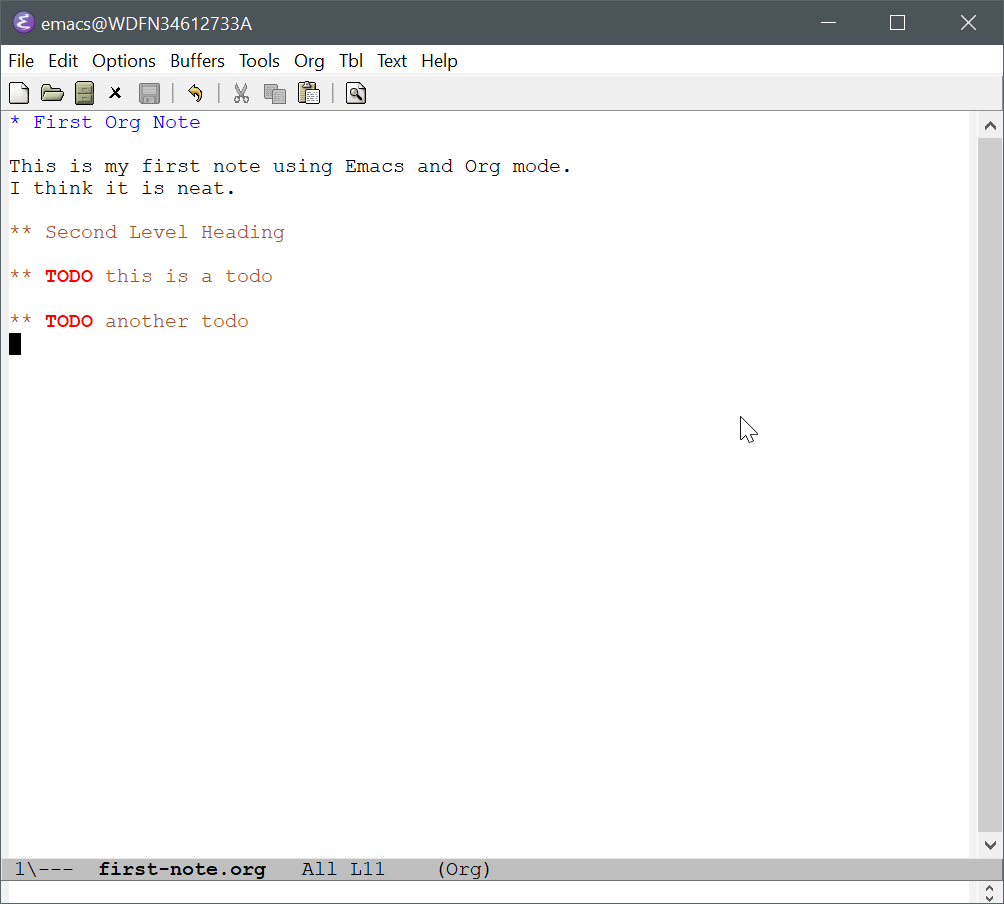 emacs@WDFN34612733A
File Edit Options Buffers Tools Org Tbl Text Help
* First Org Note
This is my first note using Emacs and Org mode.
I think it is neat.
** Second Level Heading
** TODO this is a todo
** TODO another todo
1\--- first-note.org All L11 (Org)